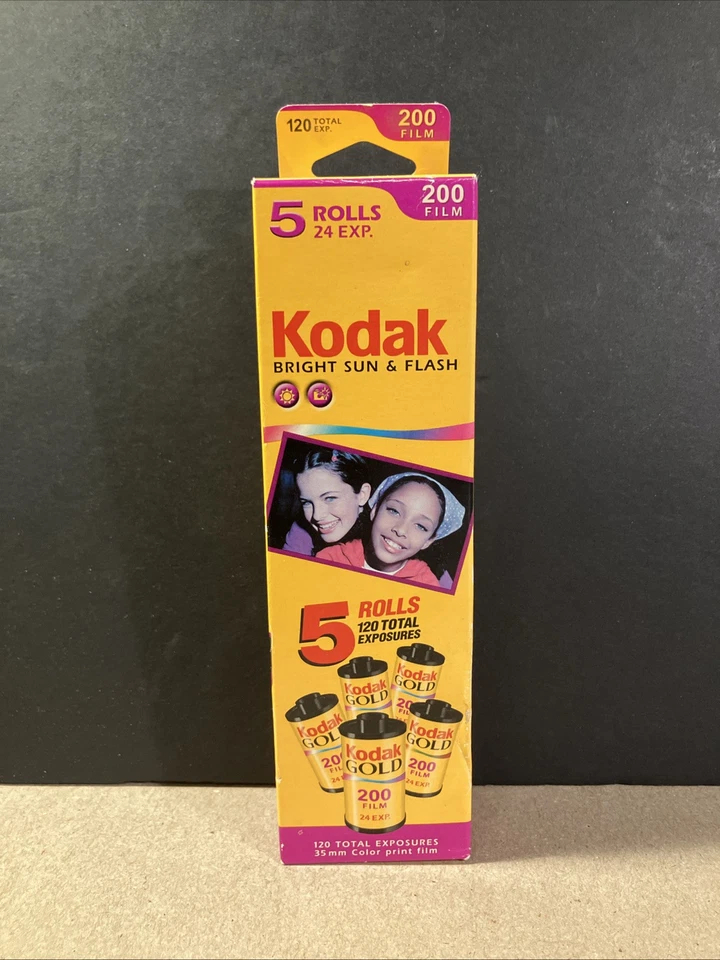 120 TOTAL EXP.
200 FILM
200 FILM
5 ROLLS
24 EXP.
Kodak
BRIGHT SUN & FLASH
5 ROLLS
120 TOTAL
EXPOSURES
Kodak
GOLD
Kodak
GOLD
Kodak
GOLD
200
FILM
24 EXP.
Kodak
GOLD
200
FILM
24 EXP.
120 TOTAL EXPOSURES
35mm Color print film